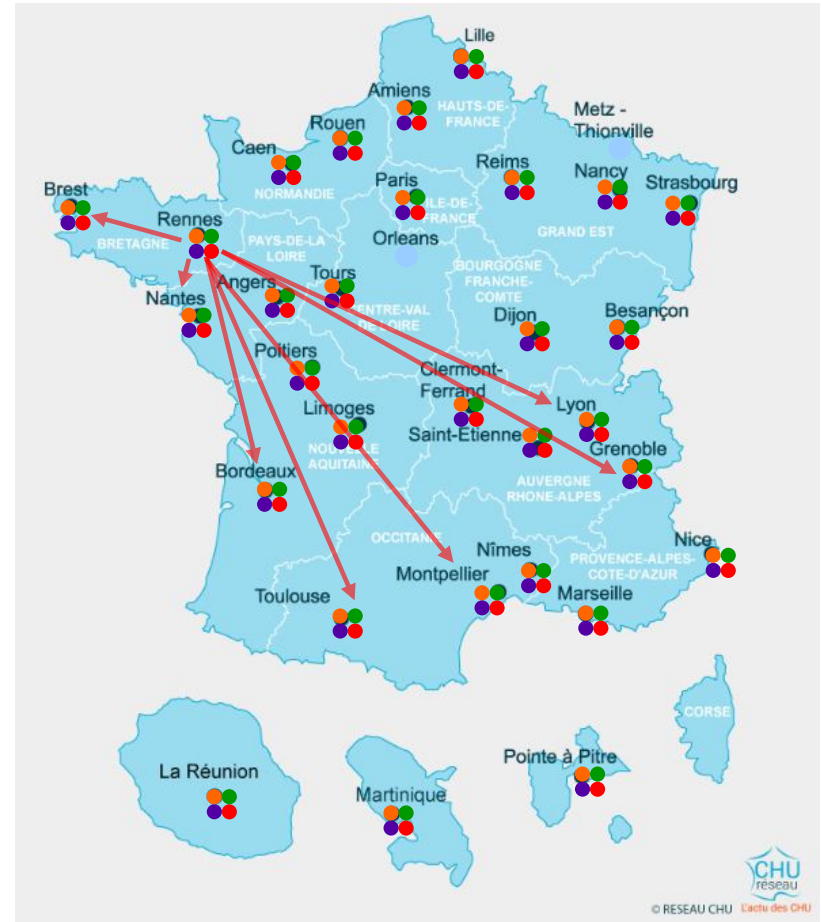 Lille
Amiens
HAUTS-DE-
FRANCE
Metz -
Thionville
Rouen
Caen
Reims
Nancy
Strasbourg
Paris
NORMANDIE
ILE-DE-
FRANCE
GRAND EST
Brest
Rennes
BRETAGNE
PAYS-DE-LA
LOIRE
Orleans
BOURGOGNE
FRANCHE-
COMTE
Angers
Tours
Nantes
CENTRE-VAL
DE LOIRE
Dijon
Besançon
Poitiers
Clermont-
Ferrand
Limoges
Lyon
Saint-Etienne
Grenoble
NOUVELLE
AQUITAINE
Bordeaux
AUVERGNE
RHONE-ALPES
OCCITANIE
Nîmes
Nice
PROVENCE-ALPES-
COTE-D'AZUR
Montpellier
Marseille
Toulouse
CORSE
La Réunion
Martinique
Pointe à Pitre
CHU
réseau
© RESEAU CHU L'actu des CHU